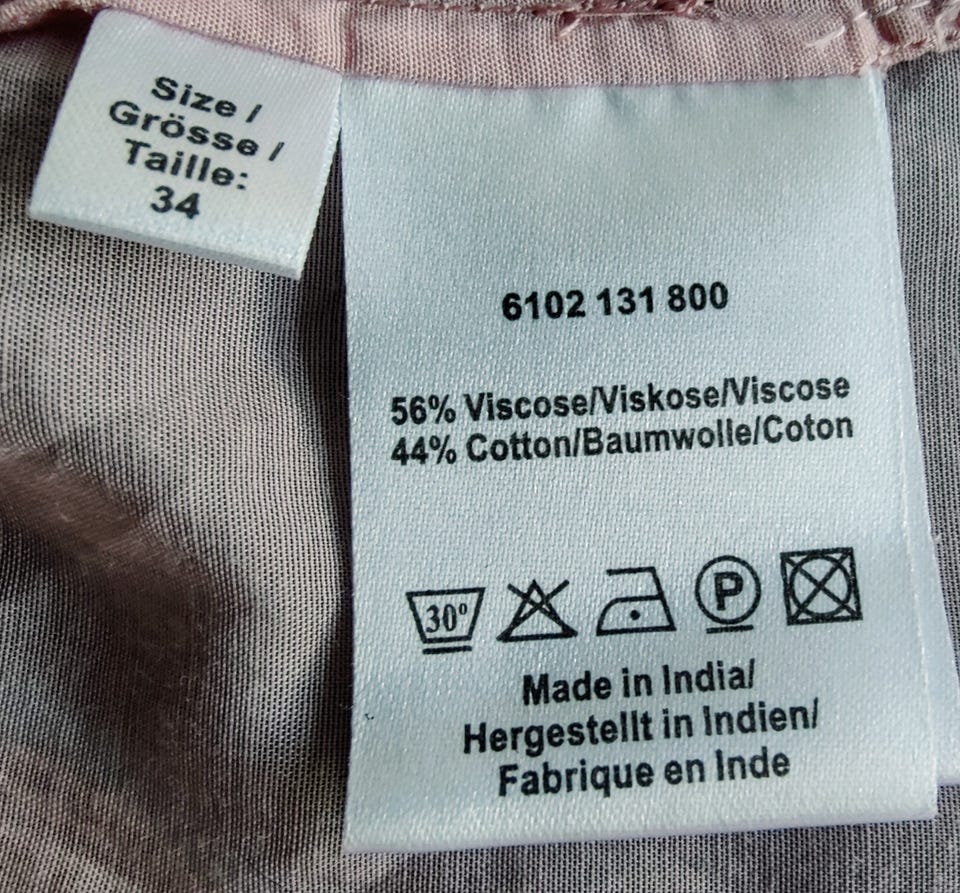 Size /
Grösse /
Taille:
34
6102 131 800
56% Viscose/Viskose/Viscose
44% Cotton/Baumwolle/Coton
30°
P
Made in India/
Hergestellt in Indien/
Fabrique en Inde